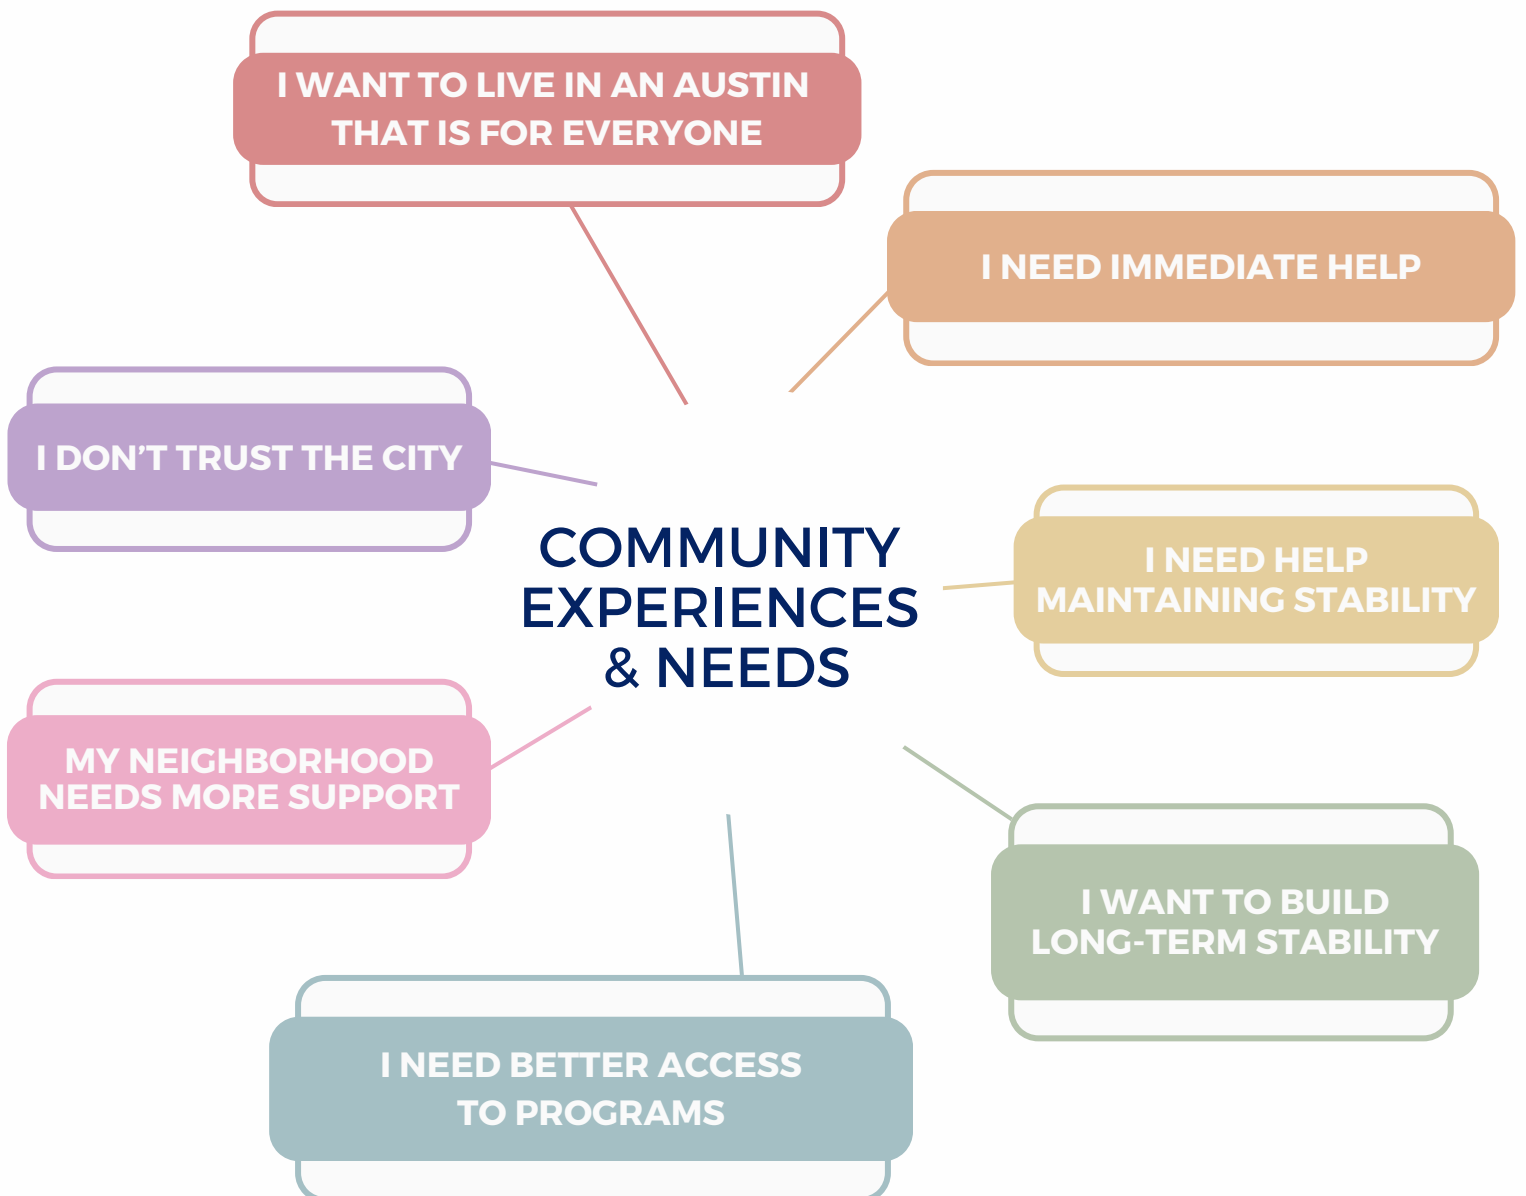 I WANT TO LIVE IN AN AUSTIN
THAT IS FOR EVERYONE
I NEED IMMEDIATE HELP
I DON’T TRUST THE CITY
COMMUNITY
EXPERIENCES
& NEEDS
I NEED HELP
MAINTAINING STABILITY
MY NEIGHBORHOOD
NEEDS MORE SUPPORT
I WANT TO BUILD
LONG-TERM STABILITY
I NEED BETTER ACCESS
TO PROGRAMS